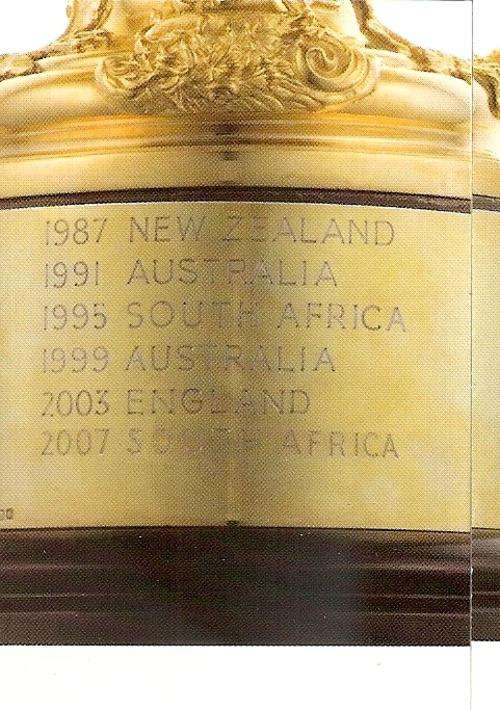 1987 NEW ZEALAND
1991 AUSTRALIA
1995 SOUTH AFRICA
1999 AUSTRALIA
2003 ENGLAND
2007 SOUTH AFRICA